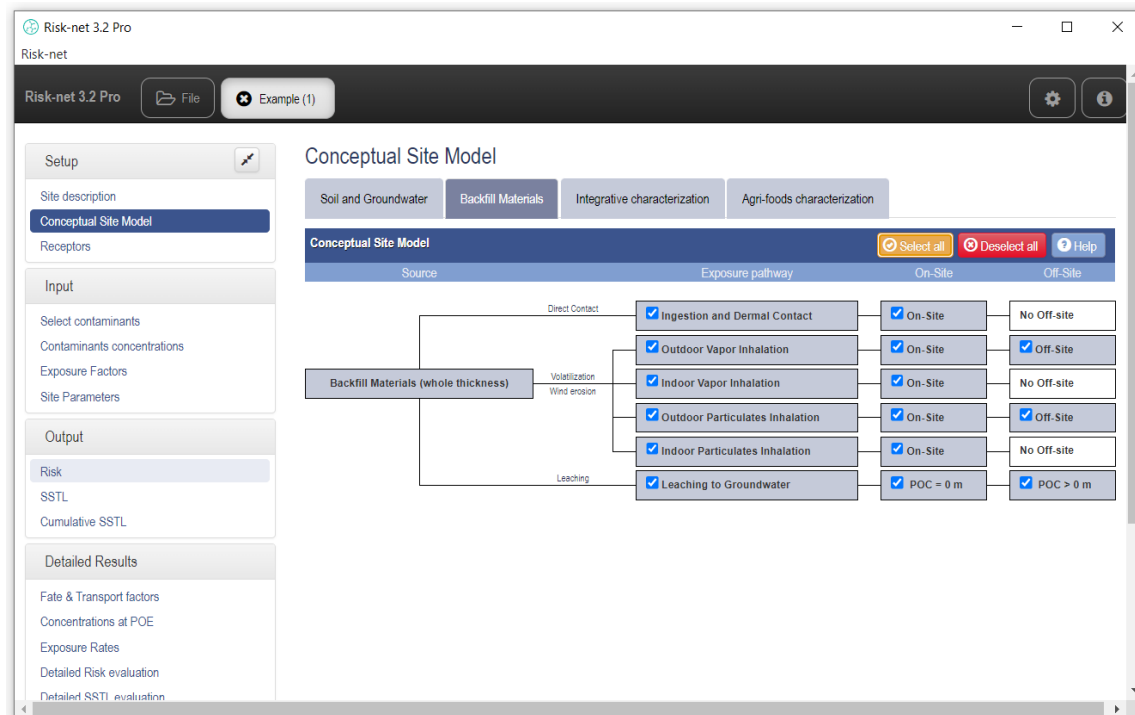 Risk-net 3.2 Pro
Risk-net
Risk-net 3.2 Pro
File
Example (1)
Setup
Site description
Conceptual Site Model
Receptors
Input
Select contaminants
Contaminants concentrations
Exposure Factors
Site Parameters
Output
Risk
SSTL
Cumulative SSTL
Detailed Results
Fate & Transport factors
Concentrations at POE
Exposure Rates
Detailed Risk evaluation
Detailed SSTL evaluation
Conceptual Site Model
Soil and Groundwater Backfill Materials Integrative characterization Agri-foods characterization
Conceptual Site Model Select all Deselect all Help
Source Exposure pathway On-Site Off-Site
Direct Contact Ingestion and Dermal Contact On-Site No Off-site
Outdoor Vapor Inhalation On-Site Off-Site
Backfill Materials (whole thickness) Volatilization Indoor Vapor Inhalation On-Site No Off-site
Wind erosion
Outdoor Particulates Inhalation On-Site Off-Site
Indoor Particulates Inhalation On-Site No Off-site
Leaching Leaching to Groundwater POC = 0 m POC > 0 m